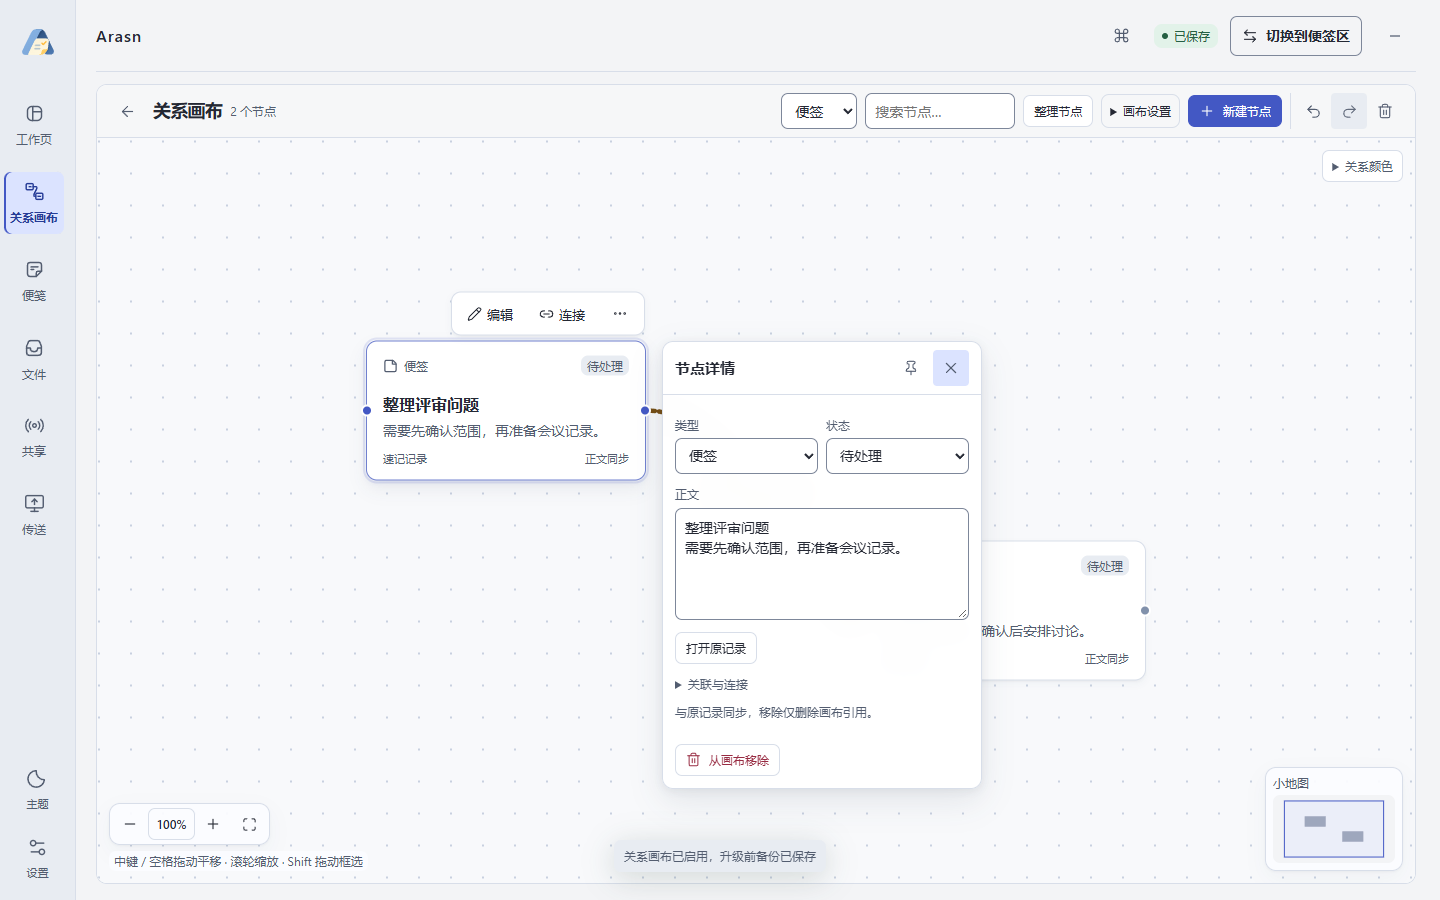 Arasn
已保存
切换到便签区
工作页
关系画布
便笺
文件
共享
传送
主题
设置
关系画布
2 个节点
便签
搜索节点...
整理节点
画布设置
新建节点
关系颜色
编辑
连接
便签
待处理
整理评审问题
需要先确认范围，再准备会议记录。
速记记录
正文同步
节点详情
类型
状态
便签
待处理
正文
整理评审问题
需要先确认范围，再准备会议记录。
打开原记录
关联与连接
与原记录同步，移除仅删除画布引用。
从画布移除
待处理
确认后安排讨论。
正文同步
100%
中键 / 空格拖动平移 · 滚轮缩放 · Shift 拖动框选
关系画布已启用，升级前备份已保存
小地图